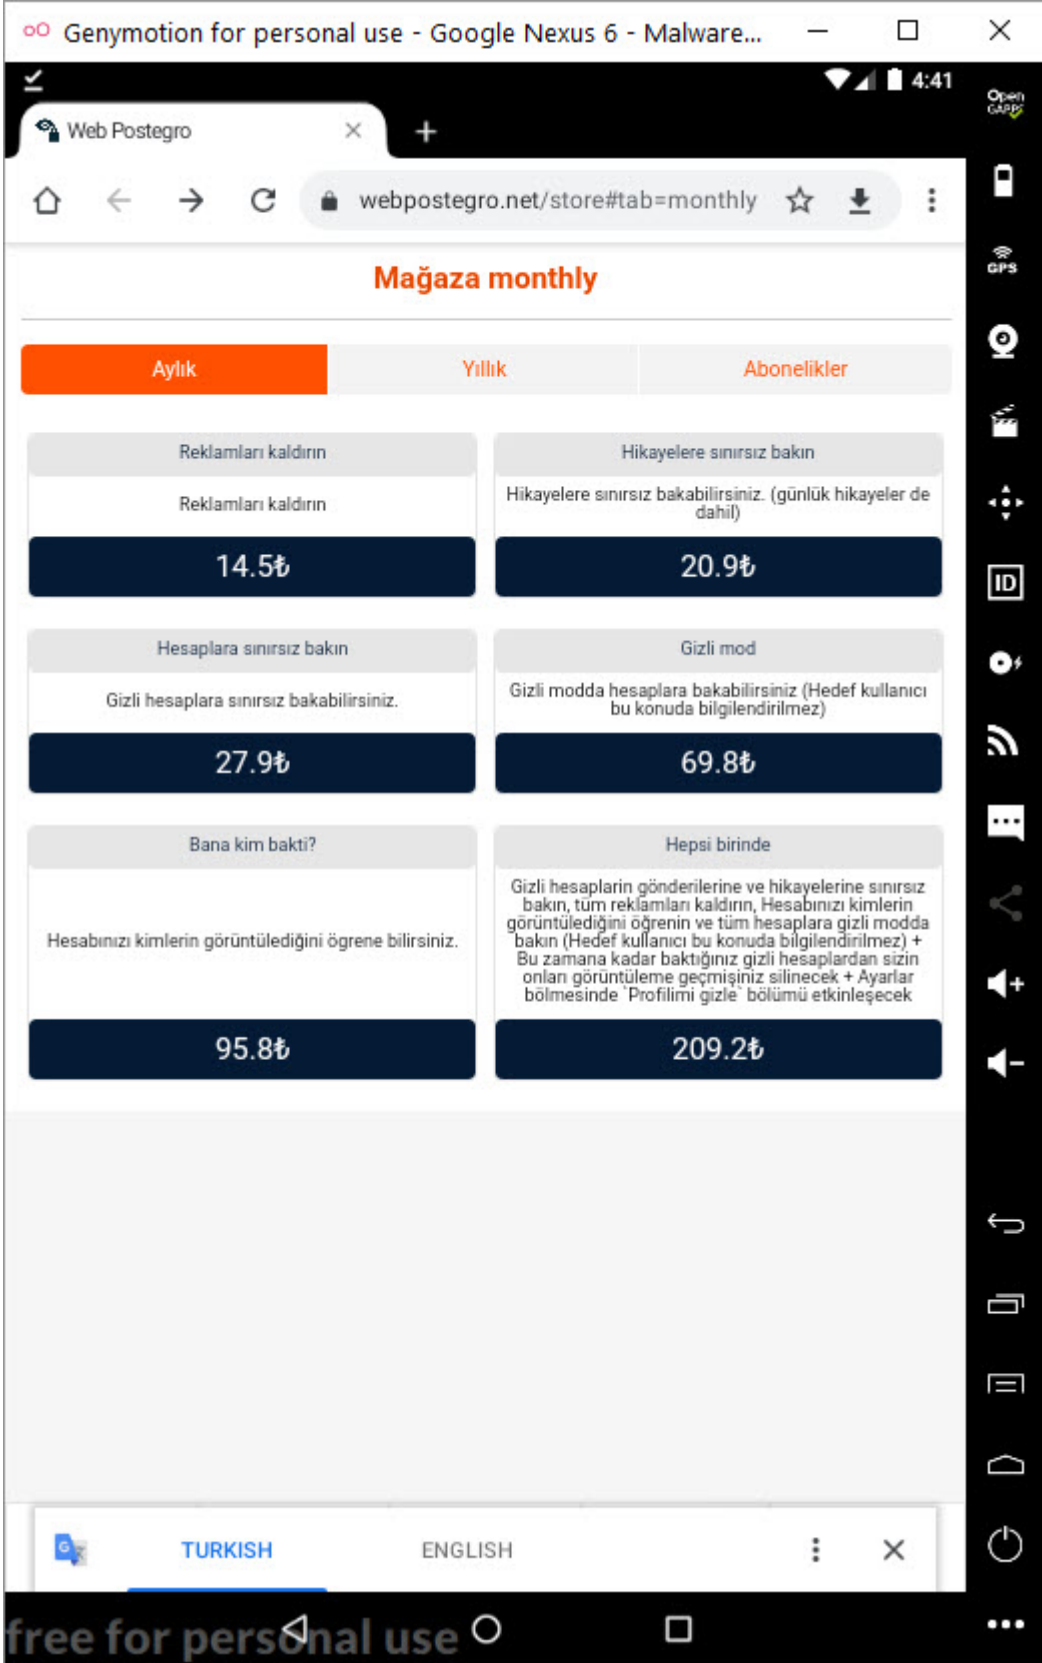 Genymotion for personal use - Google Nexus 6 - Malware...
4:41
Open
GAPPS
Web Postegro
webpostegro.net/store#tab=monthly
GPS
Mağaza monthly
Aylık
Yıllık
Abonelikler
Reklamları kaldırın
Reklamları kaldırın
14.5₺
Hikayelere sınırsız bakın
Hikayelere sınırsız bakabilirsiniz. (günlük hikayeler de
dahil)
20.9₺
Hesaplara sınırsız bakın
Gizli hesaplara sınırsız bakabilirsiniz.
27.9₺
Gizli mod
Gizli modda hesaplara bakabilirsiniz (Hedef kullanıcı
bu konuda bilgilendirilmez)
69.8₺
Bana kim bakti?
Hesabınızı kimlerin görüntülediğini ögrene bilirsiniz.
95.8₺
Hepsi birinde
Gizli hesaplarin gönderilerine ve hikayelerine sınırsız
bakın, tüm reklamları kaldırın, Hesabınızı kimlerin
görüntülediğini öğrenin ve tüm hesaplara gizli modda
bakın (Hedef kullanıcı bu konuda bilgilendirilmez) +
Bu zamana kadar baktığınız gizli hesaplardan sizin
onları görüntüleme geçmişiniz silinecek + Ayarlar
bölmesinde `Profilimi gizle` bölümü etkinleşecek
209.2₺
ID
TURKISH
ENGLISH
free for personal use